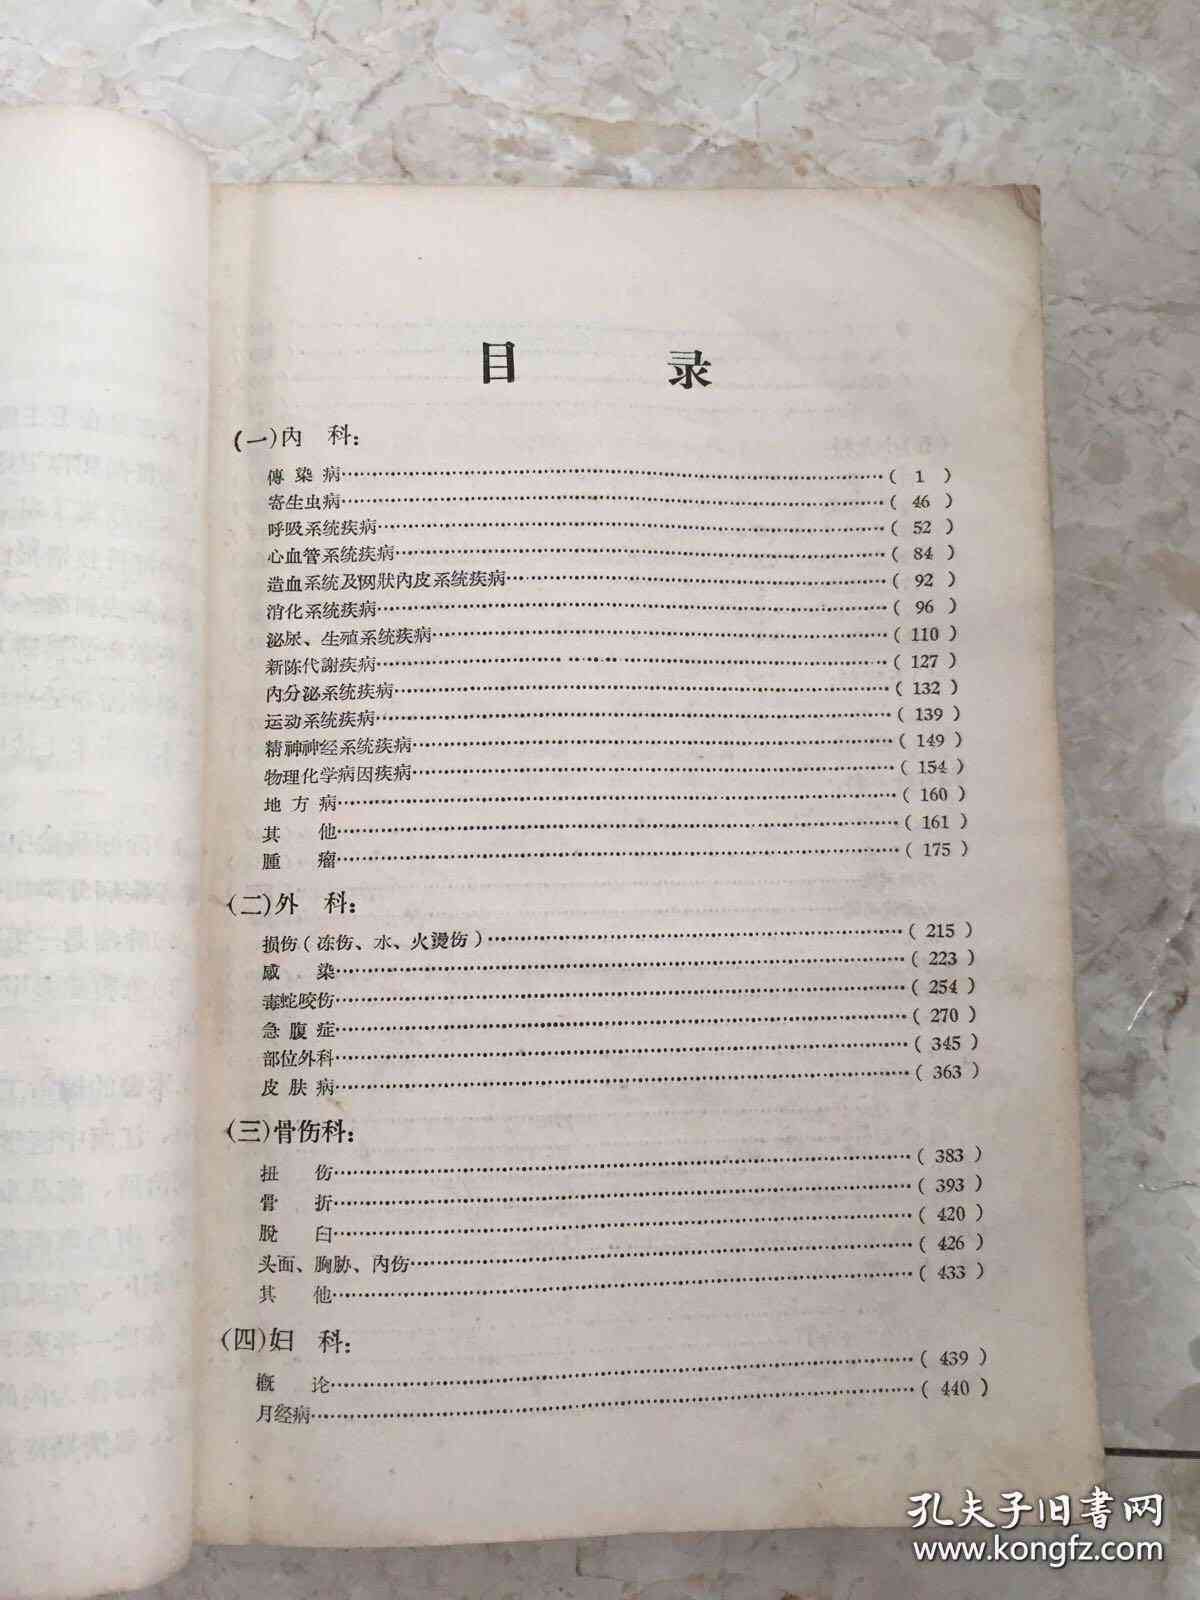 目 录
(一)內 科：
傳 染 病……(1)
寄生虫病……(46)
呼吸系统疾病……(52)
心血管系统疾病……(84)
造血系统及网狀內皮系统疾病……(92)
消化系统疾病……(96)
泌尿、生殖系统疾病……(110)
新陈代謝疾病……(127)
内分泌系统疾病……(132)
运动系统疾病……(139)
精神神经系统疾病……(149)
物理化学病因疾病……(154)
地 方 病……(160)
其 他……(161)
腫 瘤……(175)
(二)外 科：
损伤(冻伤、水、火烫伤)……(215)
感 染……(223)
毒蛇咬伤……(254)
急 腹 症……(270)
部位外科……(345)
皮 肤 病……(363)
(三)骨伤科：
扭 伤……(383)
骨 折……(393)
脫 臼……(420)
头面、胸胁、內伤……(426)
其 他……(433)
(四)妇 科：
概 论……(439)
月经病……(440)
孔夫子旧书网
www.kongfz.com